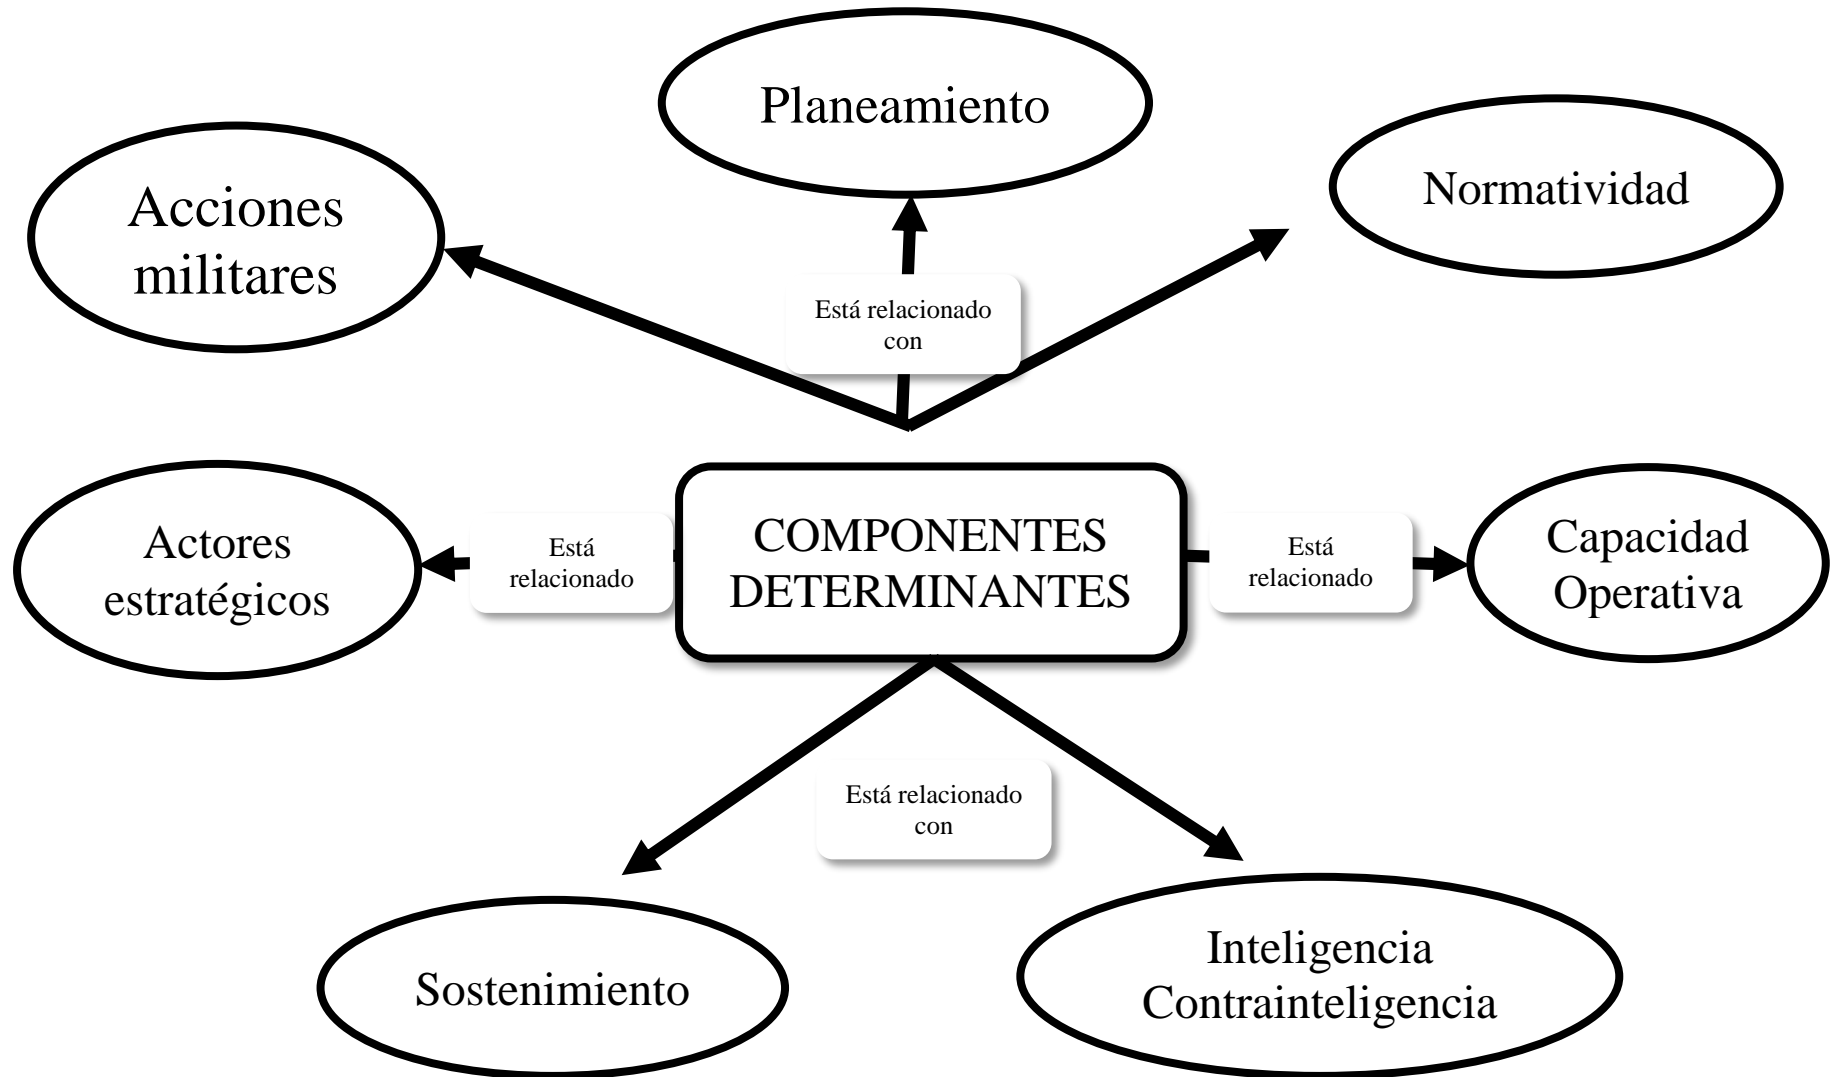 Planeamiento
Acciones
militares
Normatividad
Está relacionado
con
Actores
estratégicos
Está
relacionado
COMPONENTES
DETERMINANTES
Está
relacionado
Capacidad
Operativa
Está relacionado
con
Sostenimiento
Inteligencia
Contrainteligencia